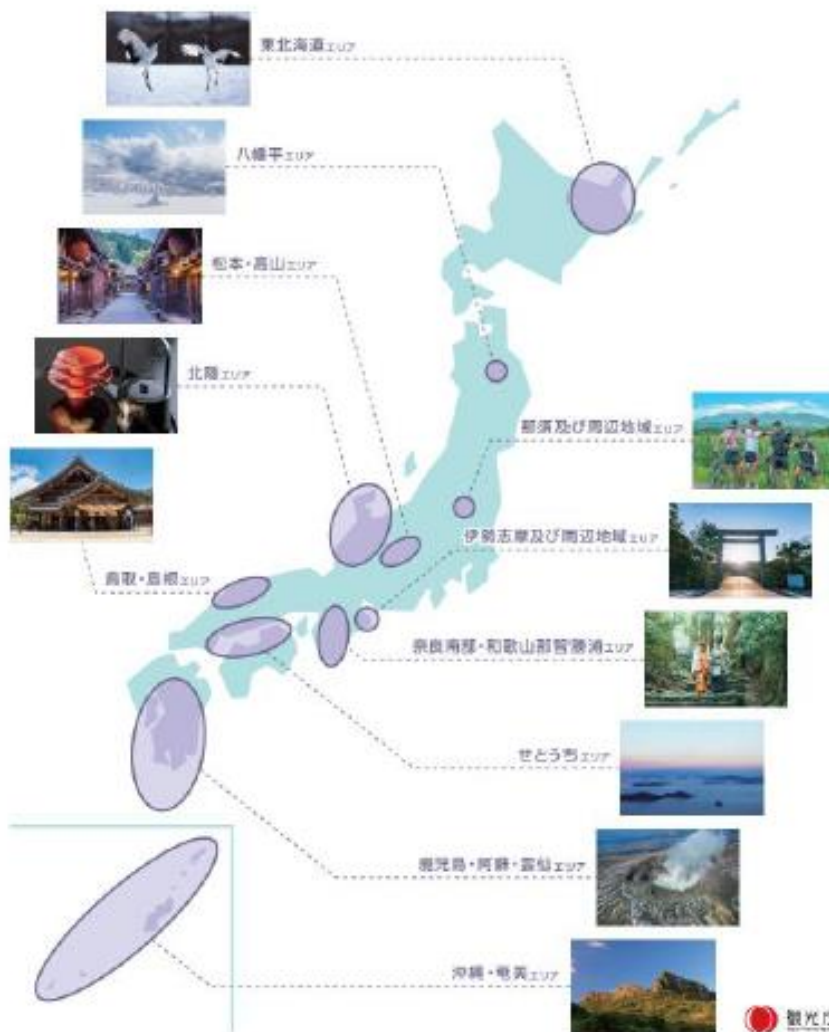 東北海道エリア
八幡平エリア
松本・高山エリア
北陸エリア
那須及び周辺地域エリア
伊勢志摩及び周辺地域エリア
鳥取・島根エリア
奈良南部・和歌山那智勝浦エリア
せとうちエリア
鹿児島・阿蘇・雲仙エリア
沖縄・奄美エリア
観光庁